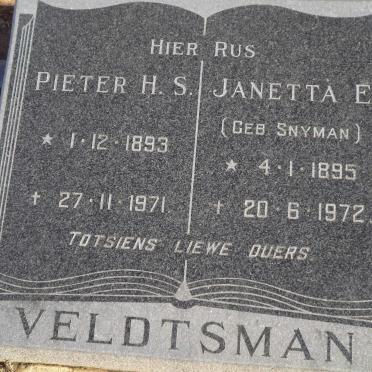 HIER RUS
PIETER H. S. JANETTA E
(GEB. SNYMAN)
★ 1·12·1893 ★ 4·1·1895
† 27·11·1971. † 20·6·1972.
TOTSIENS LIEWE OUERS
VELDTSMAN